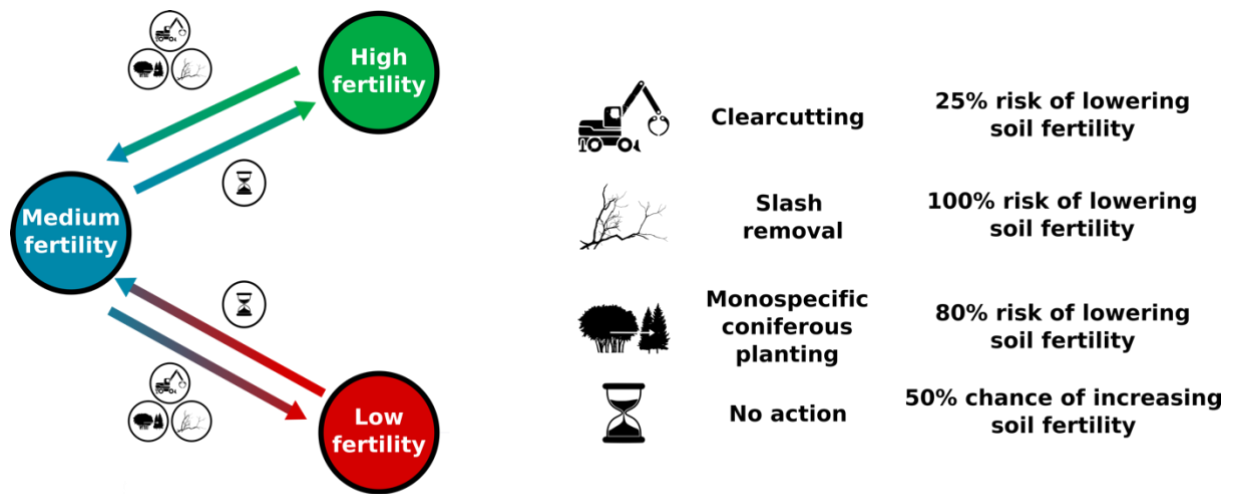 High
fertility
Medium
fertility
Low
fertility
Clearcutting
25% risk of lowering
soil fertility
Slash
removal
100% risk of lowering
soil fertility
Monospecific
coniferous
planting
80% risk of lowering
soil fertility
No action
50% chance of increasing
soil fertility